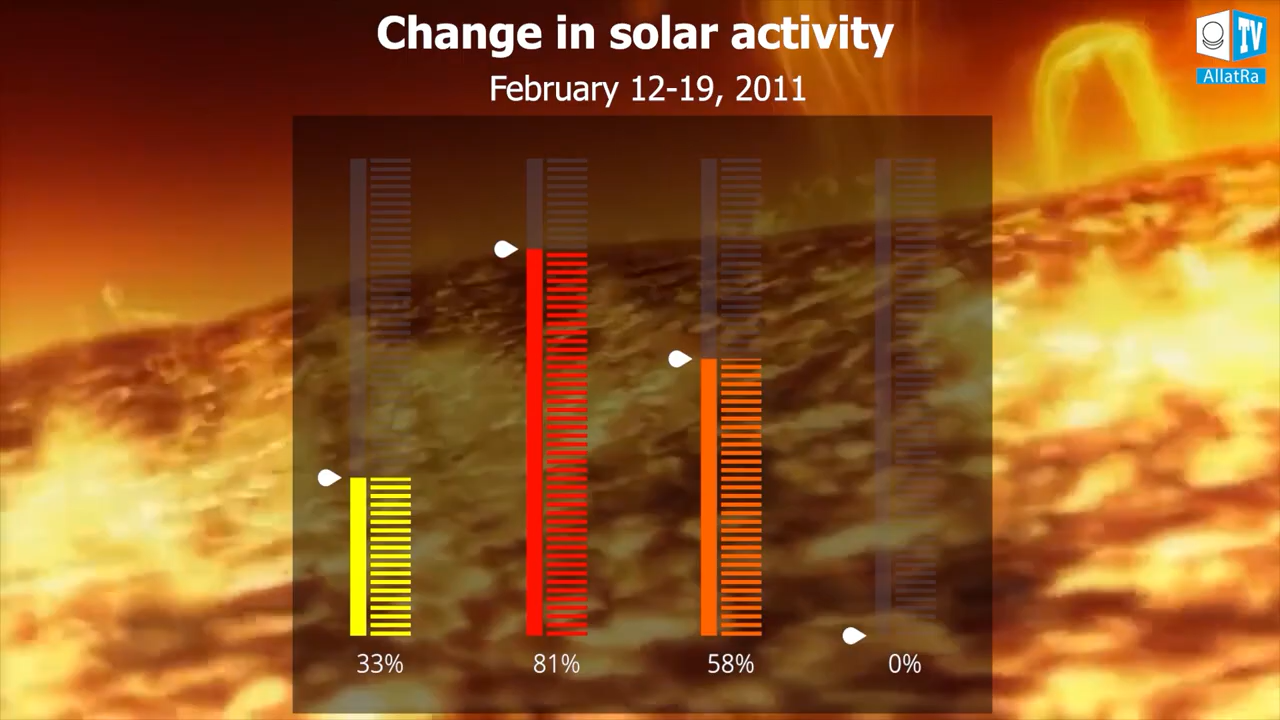 Change in solar activity
February 12-19, 2011
TV
AllatRa
33% 81% 58% 0%